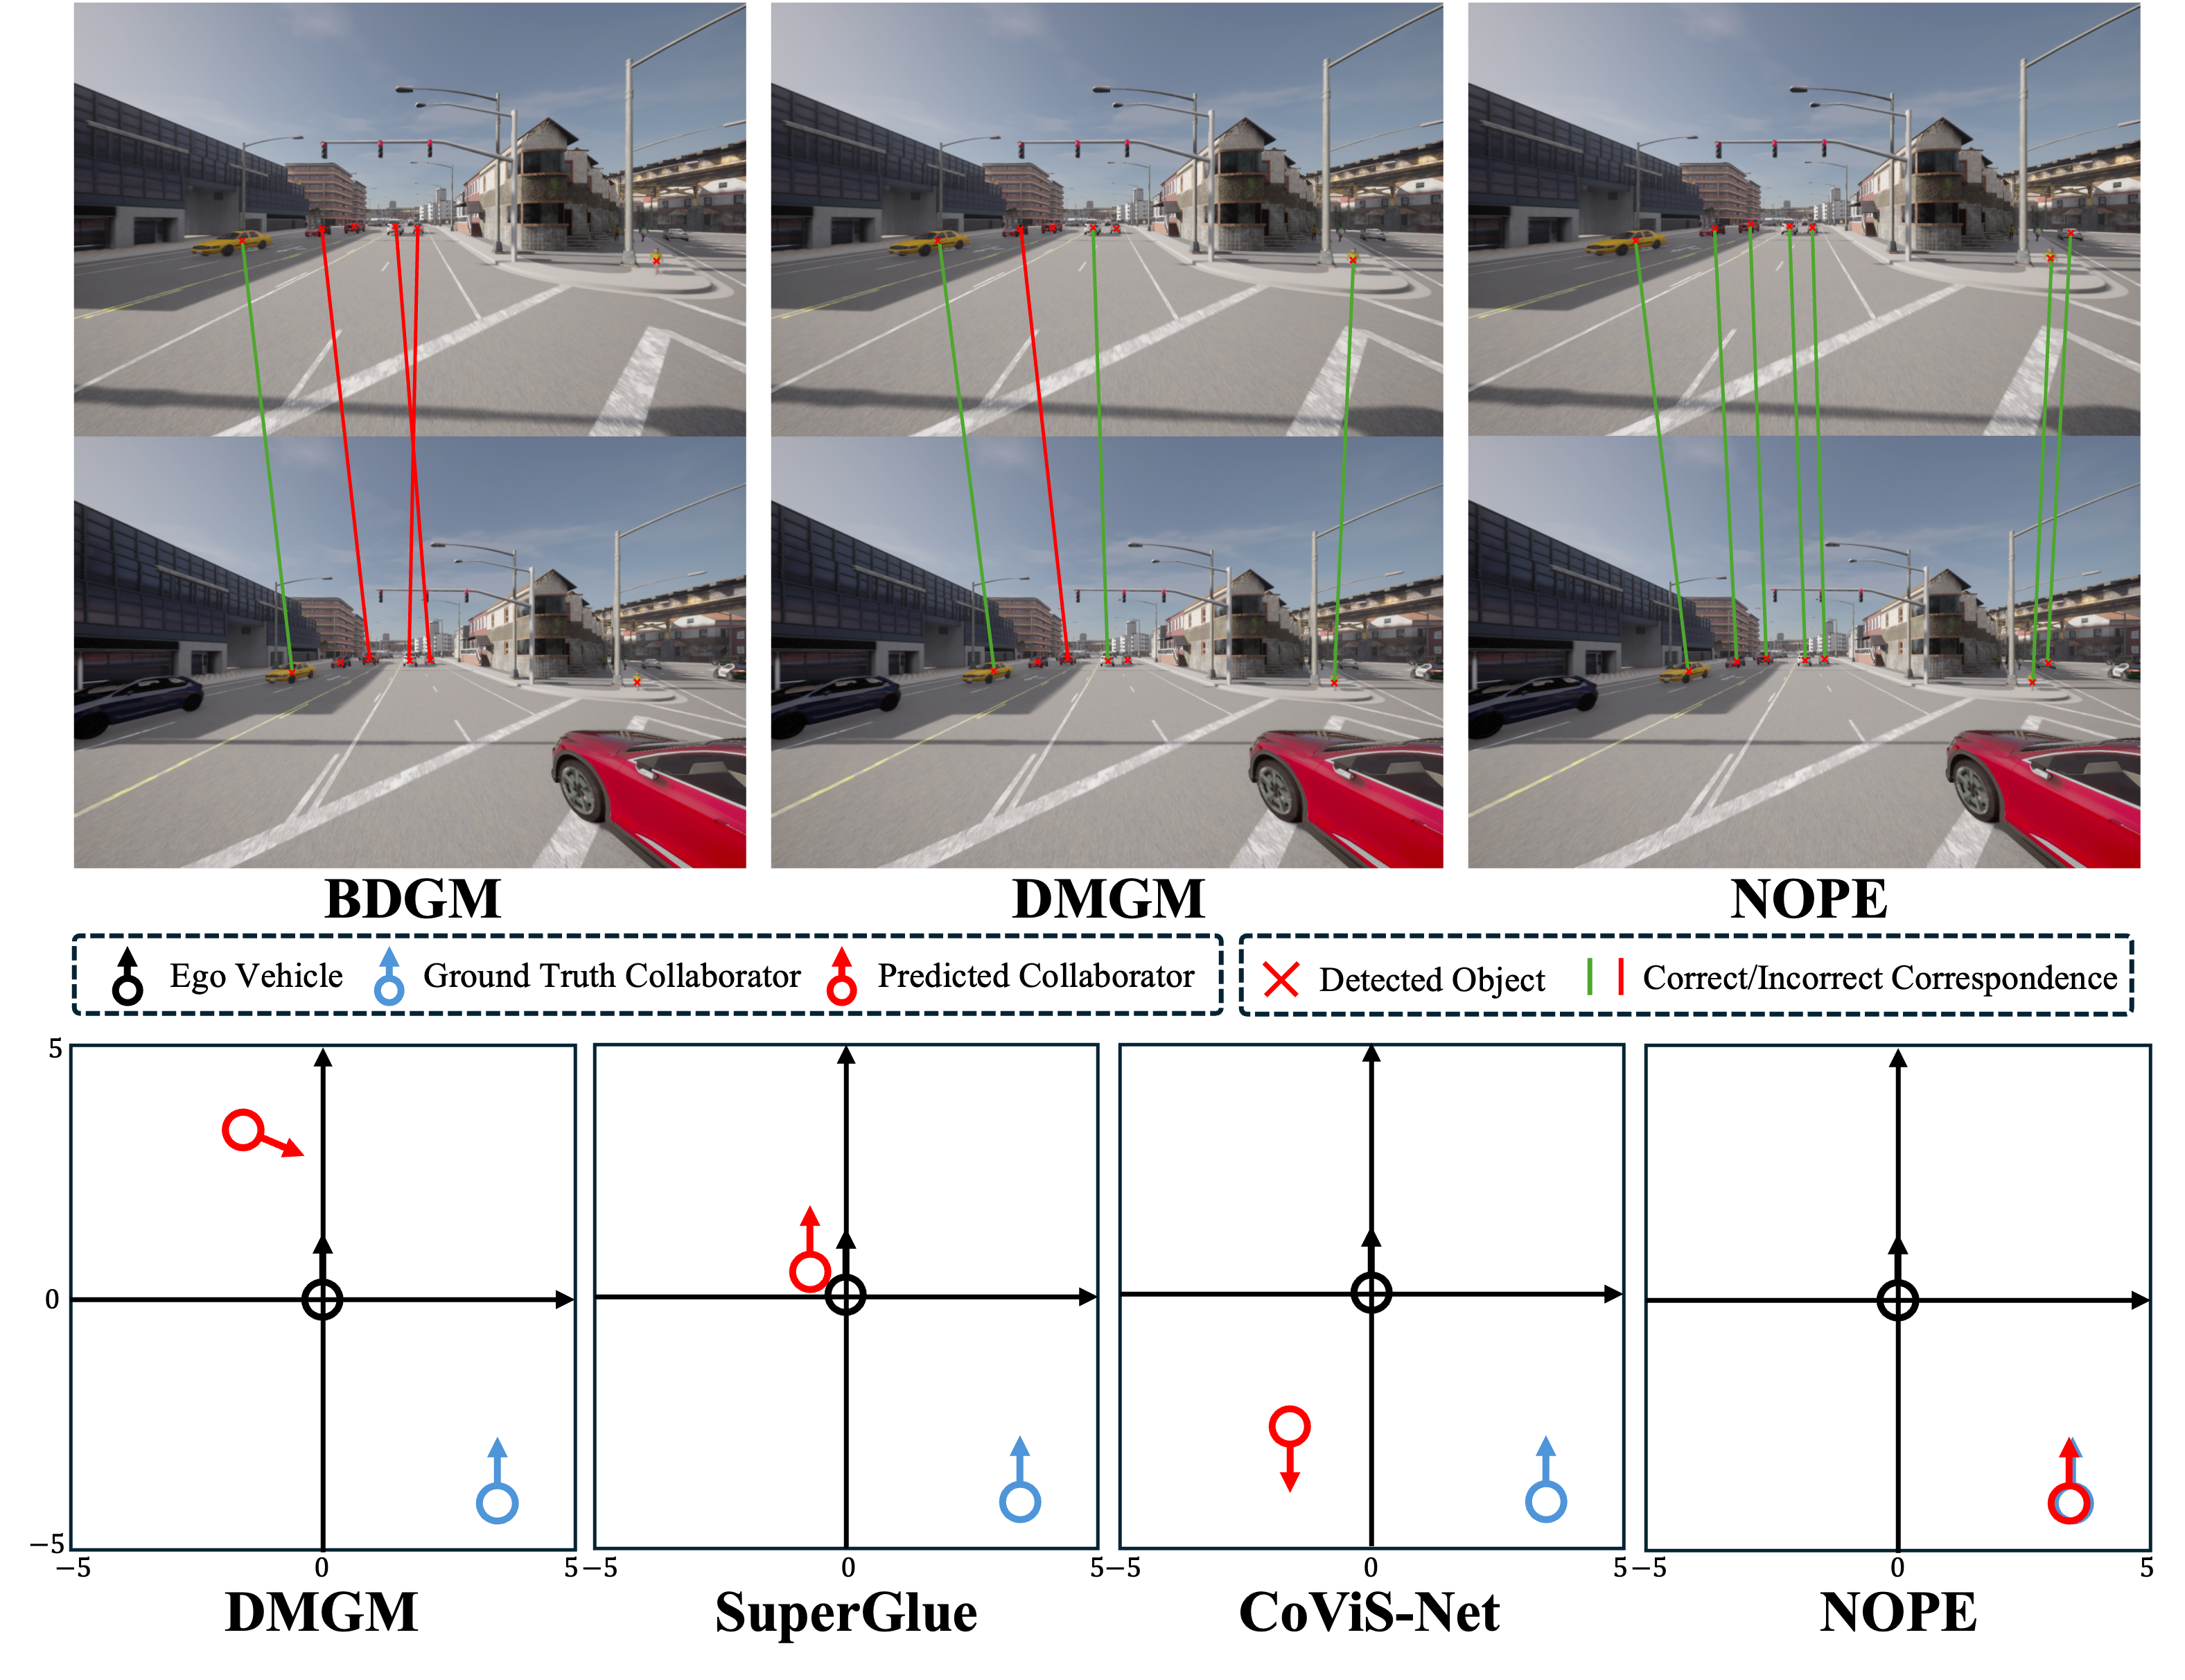 BDGM
DMGM
NOPE
Ego Vehicle
Ground Truth Collaborator
Predicted Collaborator
Detected Object
Correct/Incorrect Correspondence
5
0
−5
−5 0 5
−5 0 5
−5 0 5
−5 0 5
DMGM
SuperGlue
CoViS-Net
NOPE